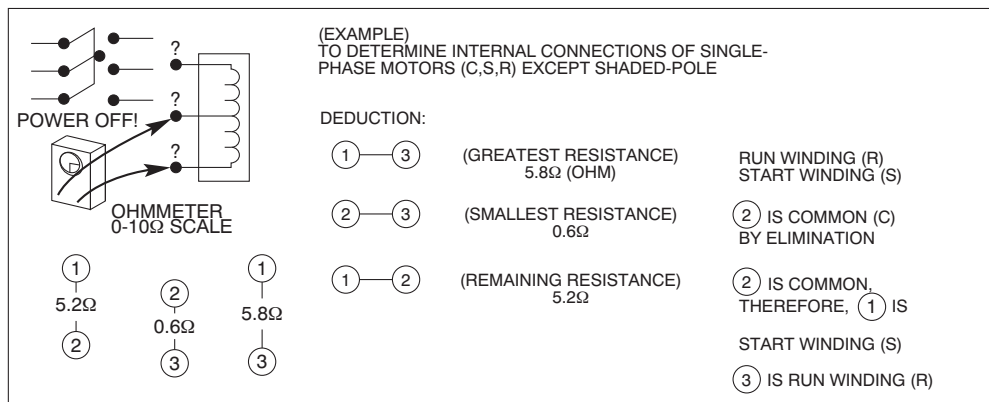 (EXAMPLE)
TO DETERMINE INTERNAL CONNECTIONS OF SINGLE-
PHASE MOTORS (C,S,R) EXCEPT SHADED-POLE
?
?
?
POWER OFF!
OHMMETER
0-10Ω SCALE
1
5.2Ω
2
2
0.6Ω
3
1
5.8Ω
3
DEDUCTION:
1 3 (GREATEST RESISTANCE) RUN WINDING (R)
5.8Ω (OHM) START WINDING (S)
2 3 (SMALLEST RESISTANCE) 2 IS COMMON (C)
0.6Ω BY ELIMINATION
1 2 (REMAINING RESISTANCE) 2 IS COMMON,
5.2Ω THEREFORE, 1 IS
START WINDING (S)
3 IS RUN WINDING (R)